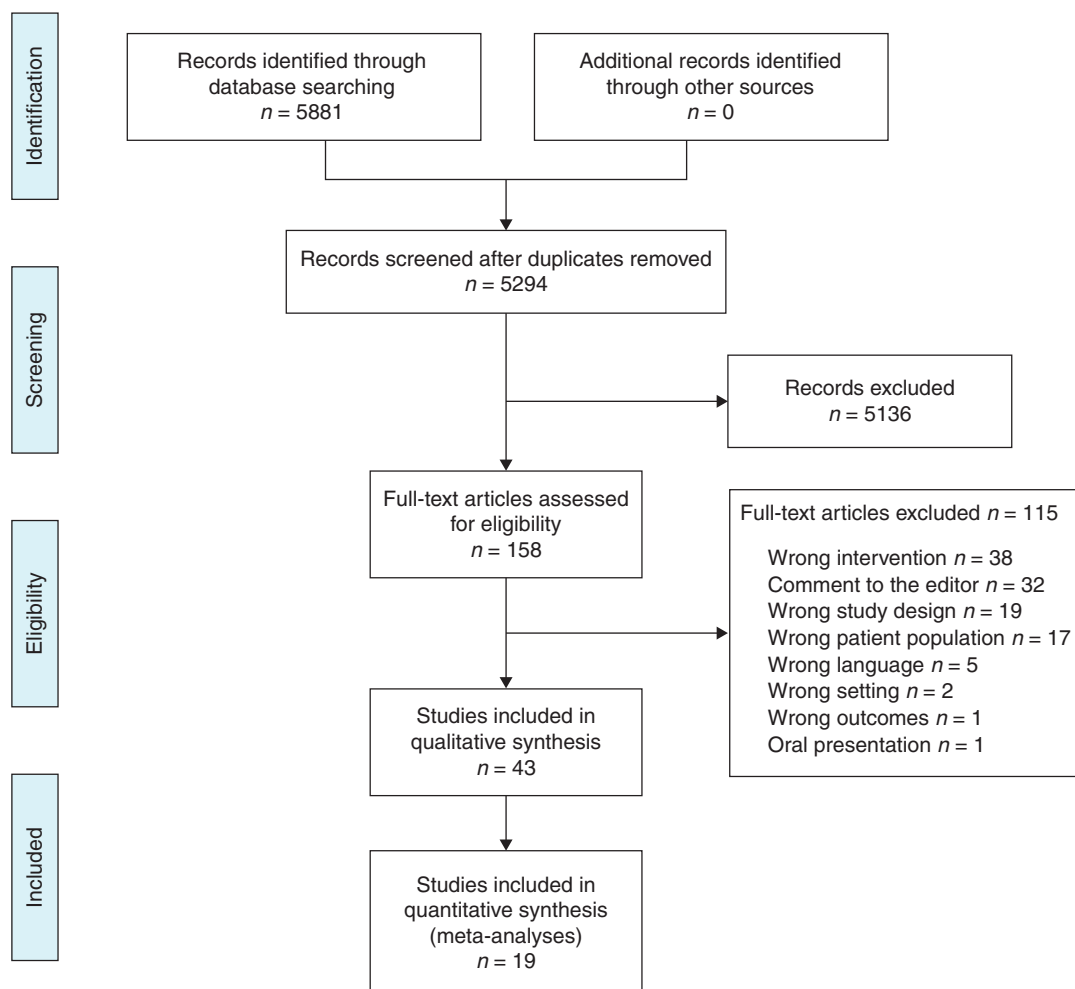 Identification
Records identified through
database searching
n = 5881
Additional records identified
through other sources
n = 0
Screening
Records screened after duplicates removed
n = 5294
Records excluded
n = 5136
Eligibility
Full-text articles assessed
for eligibility
n = 158
Full-text articles excluded n = 115
Wrong intervention n = 38
Comment to the editor n = 32
Wrong study design n = 19
Wrong patient population n = 17
Wrong language n = 5
Wrong setting n = 2
Wrong outcomes n = 1
Oral presentation n = 1
Studies included in
qualitative synthesis
n = 43
Included
Studies included in
quantitative synthesis
(meta-analyses)
n = 19